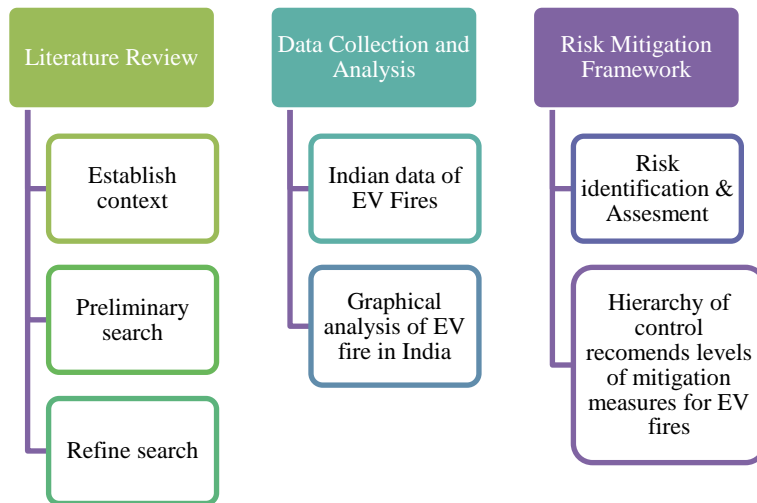 Literature Review
Establish
context
Preliminary
search
Refine search
Data Collection and
Analysis
Indian data of
EV Fires
Graphical
analysis of EV
fire in India
Risk Mitigation
Framework
Risk
identification &
Assesment
Hierarchy of
control
recomends levels
of mitigation
measures for EV
fires